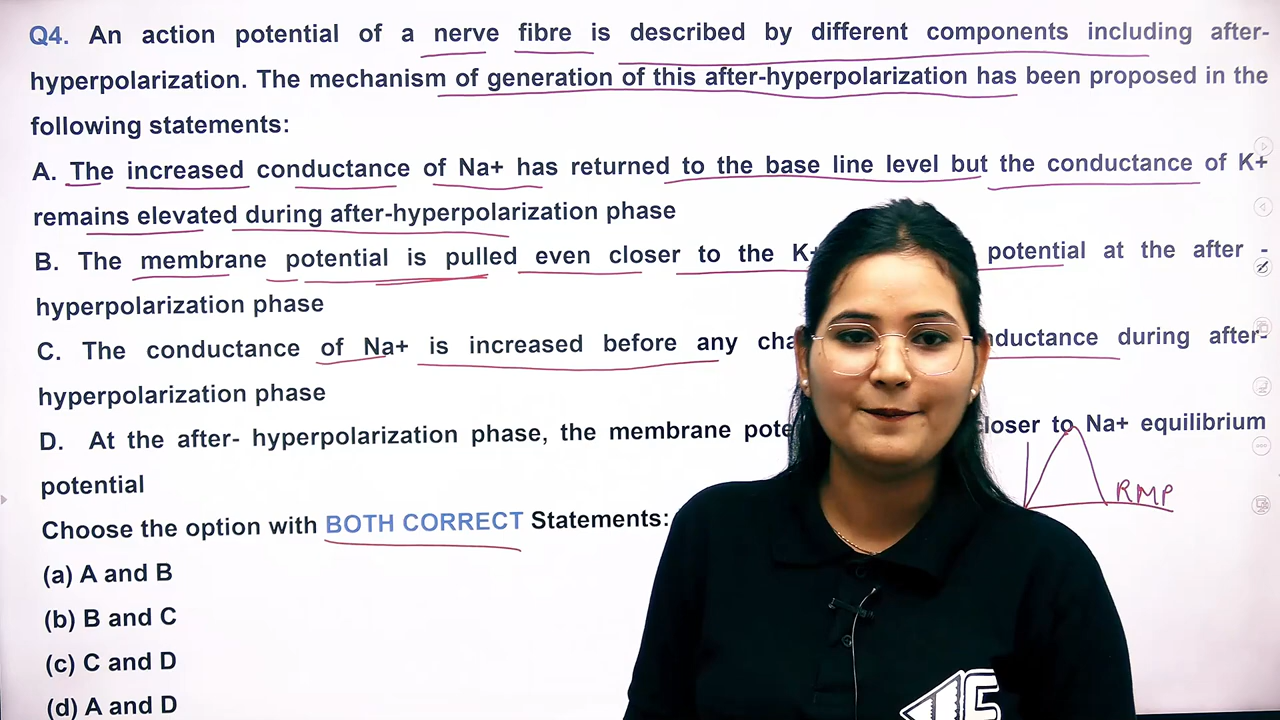 Q4. An action potential of a nerve fibre is described by different components including after-
hyperpolarization. The mechanism of generation of this after-hyperpolarization has been proposed in the
following statements:
A. The increased conductance of Na+ has returned to the base line level but the conductance of K+
remains elevated during after-hyperpolarization phase
B. The membrane potential is pulled even closer to the K+ potential at the after -
hyperpolarization phase
C. The conductance of Na+ is increased before any during after-
hyperpolarization phase
D. At the after- hyperpolarization phase, the membrane closer to Na+ equilibrium
potential
RMP
Choose the option with BOTH CORRECT Statements:
(a) A and B
(b) B and C
(c) C and D
(d) A and D